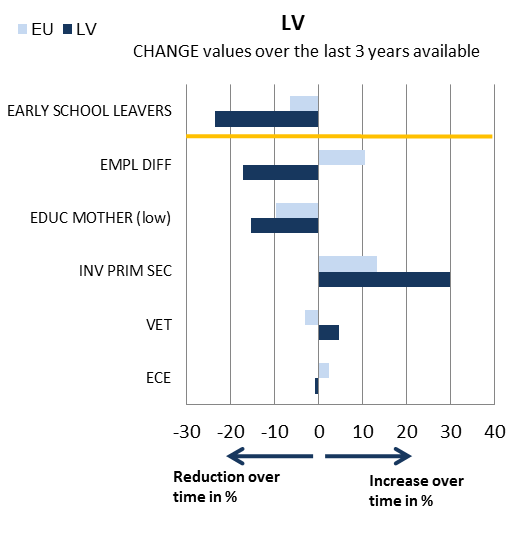 LV
EU LV
CHANGE values over the last 3 years available
EARLY SCHOOL LEAVERS
EMPL DIFF
EDUC MOTHER (low)
INV PRIM SEC
VET
ECE
-30 -20 -10 0 10 20 30 40
Reduction over
time in %
Increase over
time in %